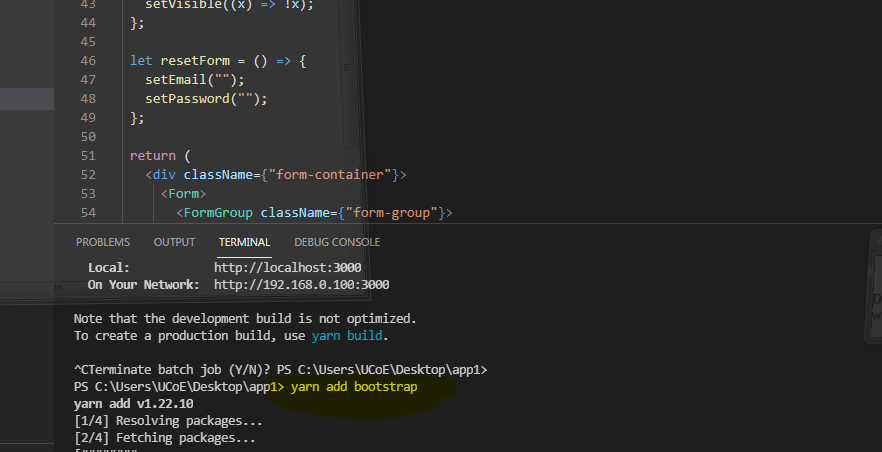 43 setVisible((x) => !x);
44 };
45
46 let resetForm = () => {
47 setEmail("");
48 setPassword("");
49 };
50
51 return (
52 <div className={"form-container"}>
53 <Form>
54 <FormGroup className={"form-group"}>
PROBLEMS OUTPUT TERMINAL DEBUG CONSOLE
Local: http://localhost:3000
On Your Network: http://192.168.0.100:3000
Note that the development build is not optimized.
To create a production build, use yarn build.
^CTerminate batch job (Y/N)? PS C:\Users\UCoE\Desktop\app1>
PS C:\Users\UCoE\Desktop\app1> yarn add bootstrap
yarn add v1.22.10
[1/4] Resolving packages...
[2/4] Fetching packages...